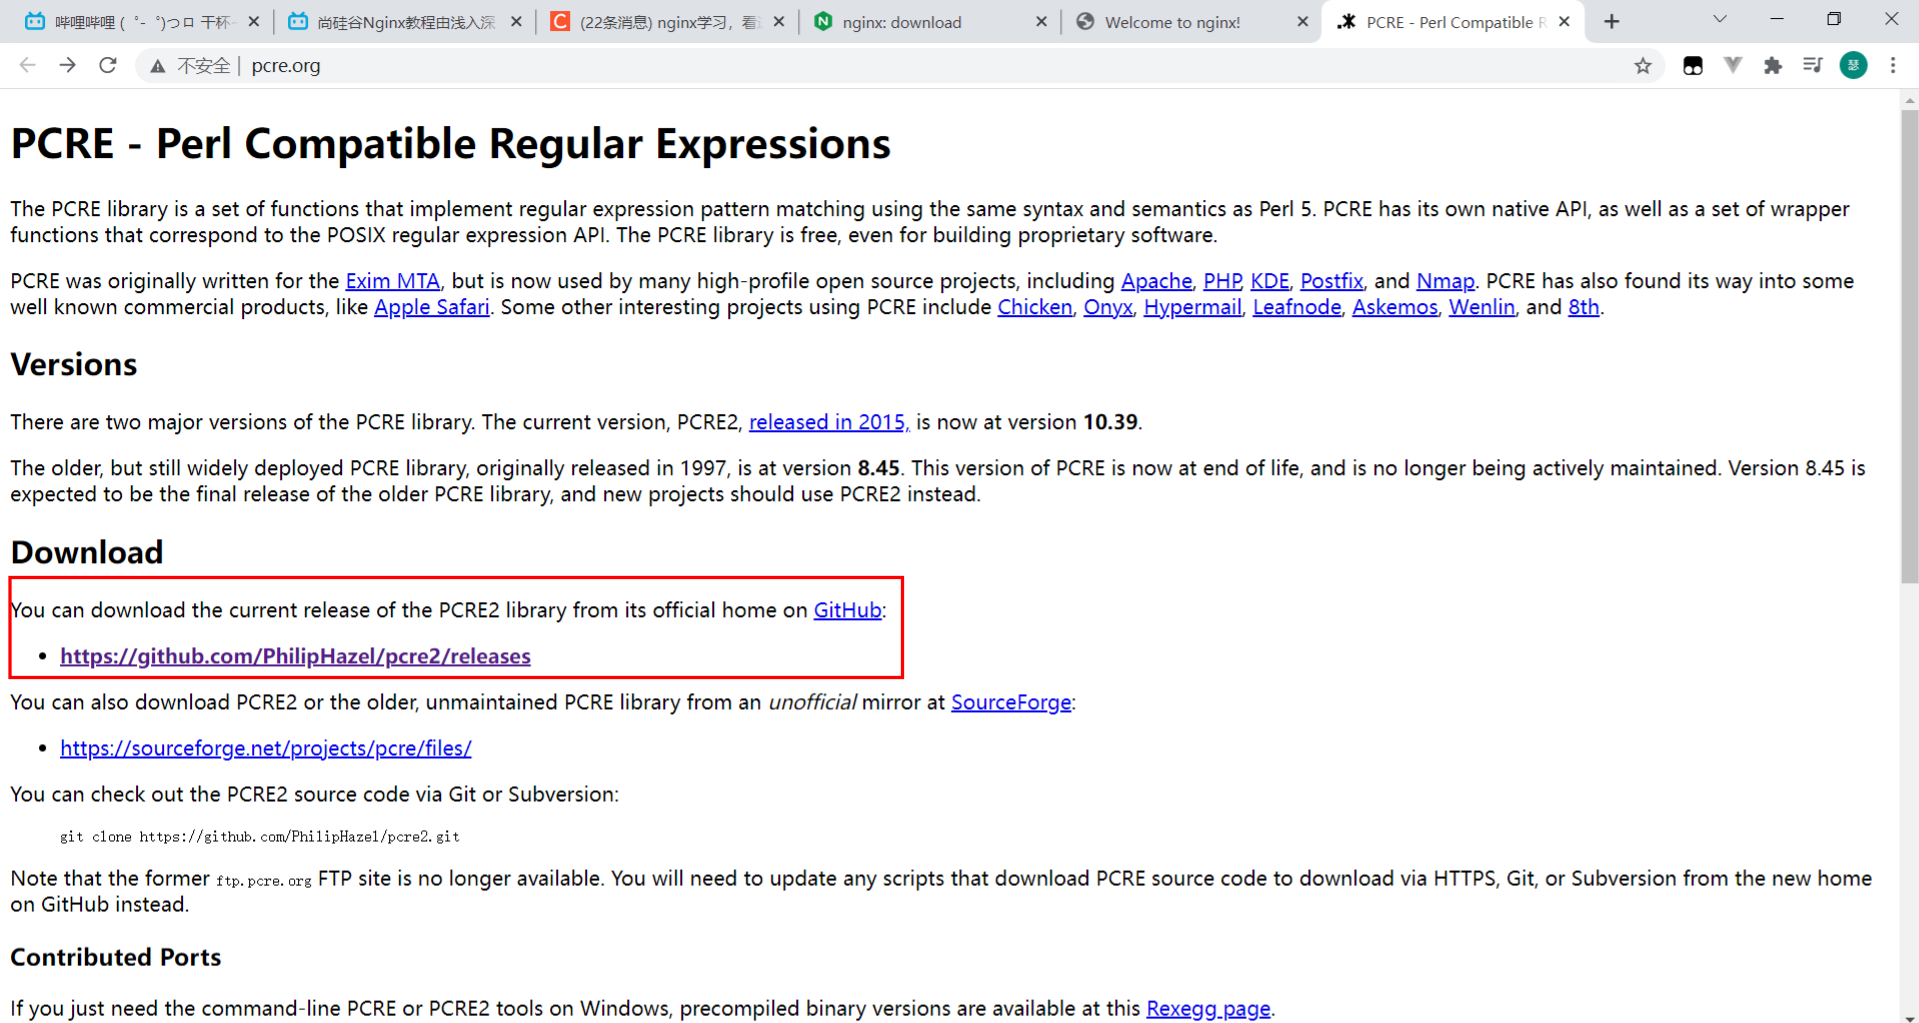 哔哩哔哩 ( ゜- ゜)つロ 干杯~
尚硅谷Nginx教程由浅入深
(22条消息) nginx学习，看这
nginx: download
Welcome to nginx!
PCRE - Perl Compatible R
不安全 | pcre.org
瑟
PCRE - Perl Compatible Regular Expressions
The PCRE library is a set of functions that implement regular expression pattern matching using the same syntax and semantics as Perl 5. PCRE has its own native API, as well as a set of wrapper
functions that correspond to the POSIX regular expression API. The PCRE library is free, even for building proprietary software.
PCRE was originally written for the Exim MTA, but is now used by many high-profile open source projects, including Apache, PHP, KDE, Postfix, and Nmap. PCRE has also found its way into some
well known commercial products, like Apple Safari. Some other interesting projects using PCRE include Chicken, Onyx, Hypermail, Leafnode, Askemos, Wenlin, and 8th.
Versions
There are two major versions of the PCRE library. The current version, PCRE2, released in 2015, is now at version 10.39.
The older, but still widely deployed PCRE library, originally released in 1997, is at version 8.45. This version of PCRE is now at end of life, and is no longer being actively maintained. Version 8.45 is
expected to be the final release of the older PCRE library, and new projects should use PCRE2 instead.
Download
You can download the current release of the PCRE2 library from its official home on GitHub:
• https://github.com/PhilipHazel/pcre2/releases
You can also download PCRE2 or the older, unmaintained PCRE library from an unofficial mirror at SourceForge:
• https://sourceforge.net/projects/pcre/files/
You can check out the PCRE2 source code via Git or Subversion:
git clone https://github.com/PhilipHazel/pcre2.git
Note that the former ftp.pcre.org FTP site is no longer available. You will need to update any scripts that download PCRE source code to download via HTTPS, Git, or Subversion from the new home
on GitHub instead.
Contributed Ports
If you just need the command-line PCRE or PCRE2 tools on Windows, precompiled binary versions are available at this Rexegg page.